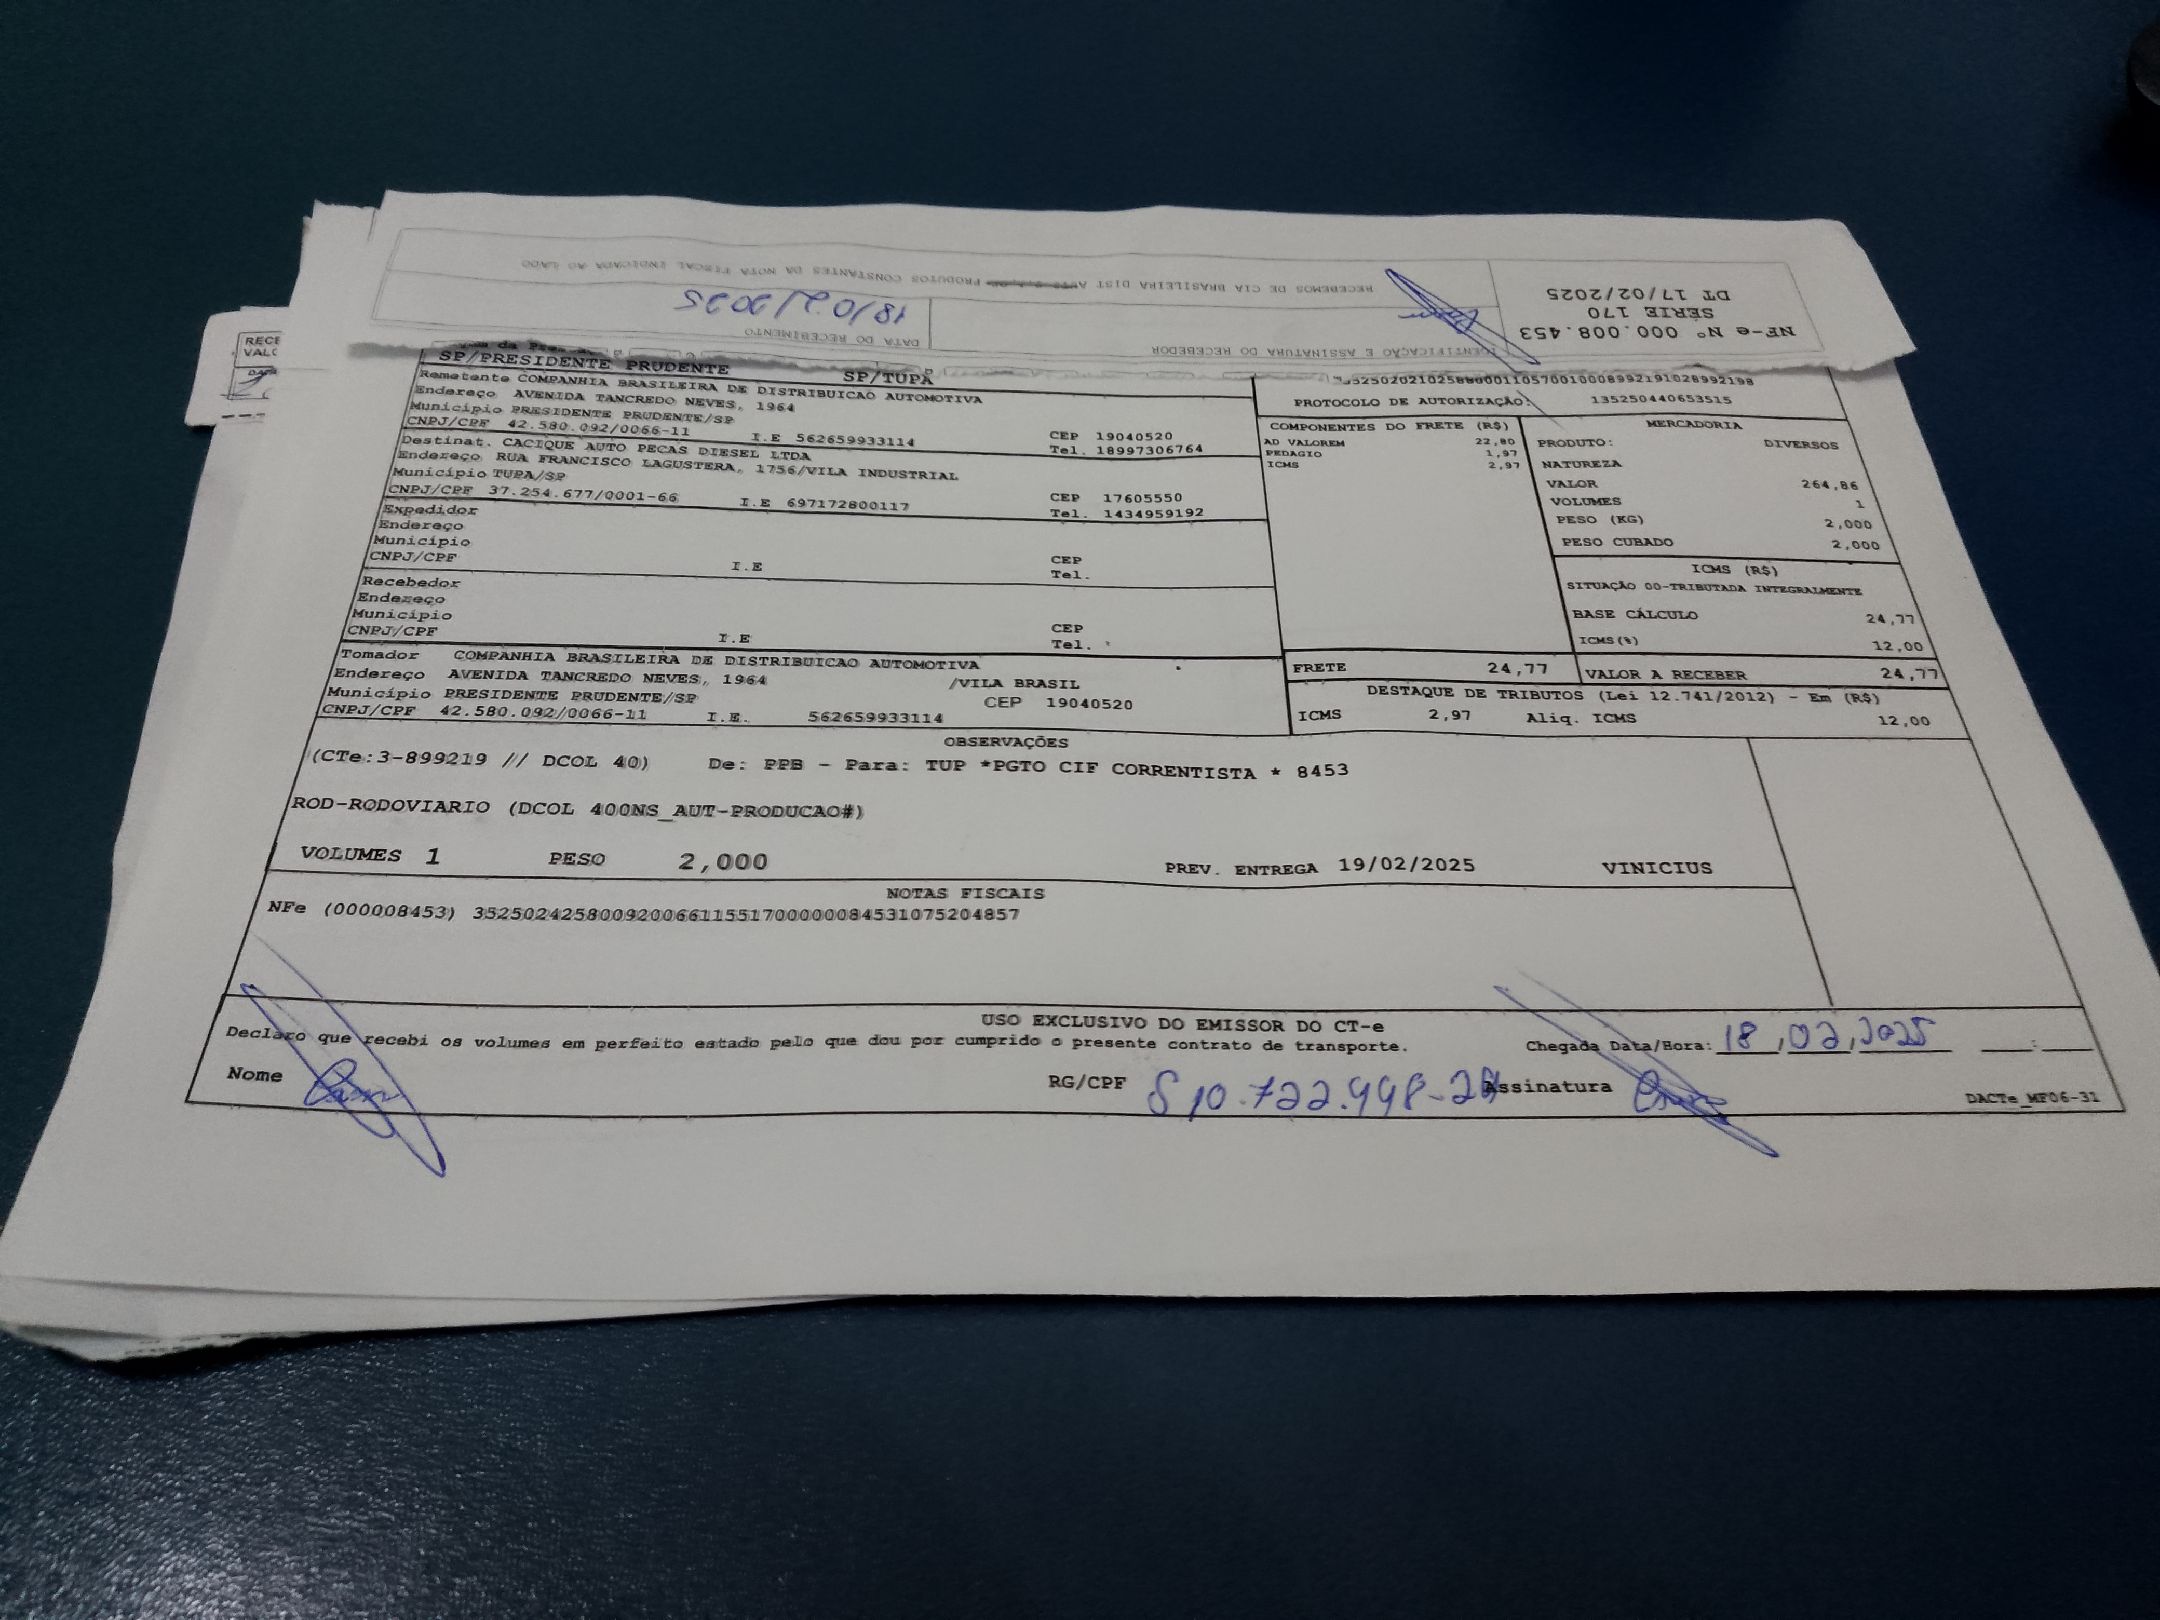 RECEBEMOS DE CIA BRASILEIRA DIST PRODUTOS CONSTANTES DA NOTA FISCAL INDICADA AO LADO
NF-e Nº 000.008.453
SÉRIE 170
DT 17/02/2025
DATA DO RECEBIMENTO
18/02/2025
IDENTIFICAÇÃO E ASSINATURA DO RECEBEDOR
RECE
VALO
SP/PRESIDENTE PRUDENTE SP/TUPÃ
Remetente COMPANHIA BRASILEIRA DE DISTRIBUICAO AUTOMOTIVA
Endereço AVENIDA TANCREDO NEVES, 1964
Município PRESIDENTE PRUDENTE/SP CEP 19040520
CNPJ/CPF 42.580.092/0066-11 I.E 562659933114 Tel. 18997306764
Destinat. CACIQUE AUTO PECAS DIESEL LTDA
Endereço RUA FRANCISCO LAGUSTERA, 1756/VILA INDUSTRIAL
Município TUPA/SP CEP 17605550
CNPJ/CPF 37.254.677/0001-66 I.E 697172800117 Tel. 1434959192
Expedidor
Endereço
Município CEP
CNPJ/CPF I.E Tel.
Recebedor
Endereço
Município CEP
CNPJ/CPF I.E Tel.
Tomador COMPANHIA BRASILEIRA DE DISTRIBUICAO AUTOMOTIVA
Endereço AVENIDA TANCREDO NEVES, 1964 /VILA BRASIL
Município PRESIDENTE PRUDENTE/SP CEP 19040520
CNPJ/CPF 42.580.092/0066-11 I.E. 562659933114
PROTOCOLO DE AUTORIZAÇÃO: 135250440653515
COMPONENTES DO FRETE (R$)
AD VALOREM 22,80
PEDAGIO 1,97
ICMS 2,97
MERCADORIA
PRODUTO: DIVERSOS
NATUREZA
VALOR 264,86
VOLUMES 1
PESO (KG) 2,000
PESO CUBADO 2,000
ICMS (R$)
SITUAÇÃO 00-TRIBUTADA INTEGRALMENTE
BASE CÁLCULO 24,77
ICMS(%) 12,00
FRETE 24,77 VALOR A RECEBER 24,77
DESTAQUE DE TRIBUTOS (Lei 12.741/2012) - Em (R$)
ICMS 2,97 Aliq. ICMS 12,00
OBSERVAÇÕES
(CTe:3-899219 // DCOL 40) De: PPB - Para: TUP *PGTO CIF CORRENTISTA * 8453
ROD-RODOVIARIO (DCOL 400NS_AUT-PRODUCAO#)
VOLUMES 1 PESO 2,000 PREV. ENTREGA 19/02/2025 VINICIUS
NOTAS FISCAIS
NFe (000008453) 35250242580092006611551700000084531075204857
USO EXCLUSIVO DO EMISSOR DO CT-e
Declaro que recebi os volumes em perfeito estado pelo que dou por cumprido o presente contrato de transporte. Chegada Data/Hora: 18,02,2025 :
Nome RG/CPF Assinatura
DACTe_MF06-31